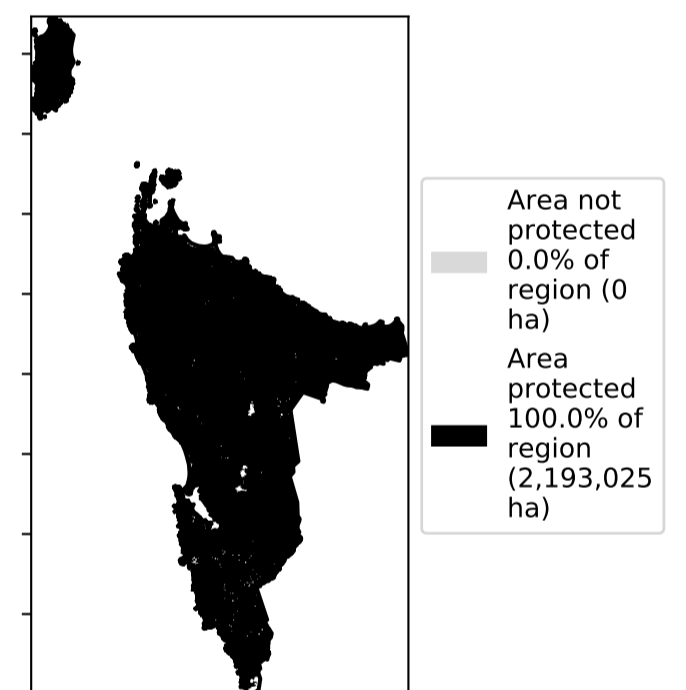 Area not
protected
0.0% of
region (0
ha)
Area
protected
100.0% of
region
(2,193,025
ha)